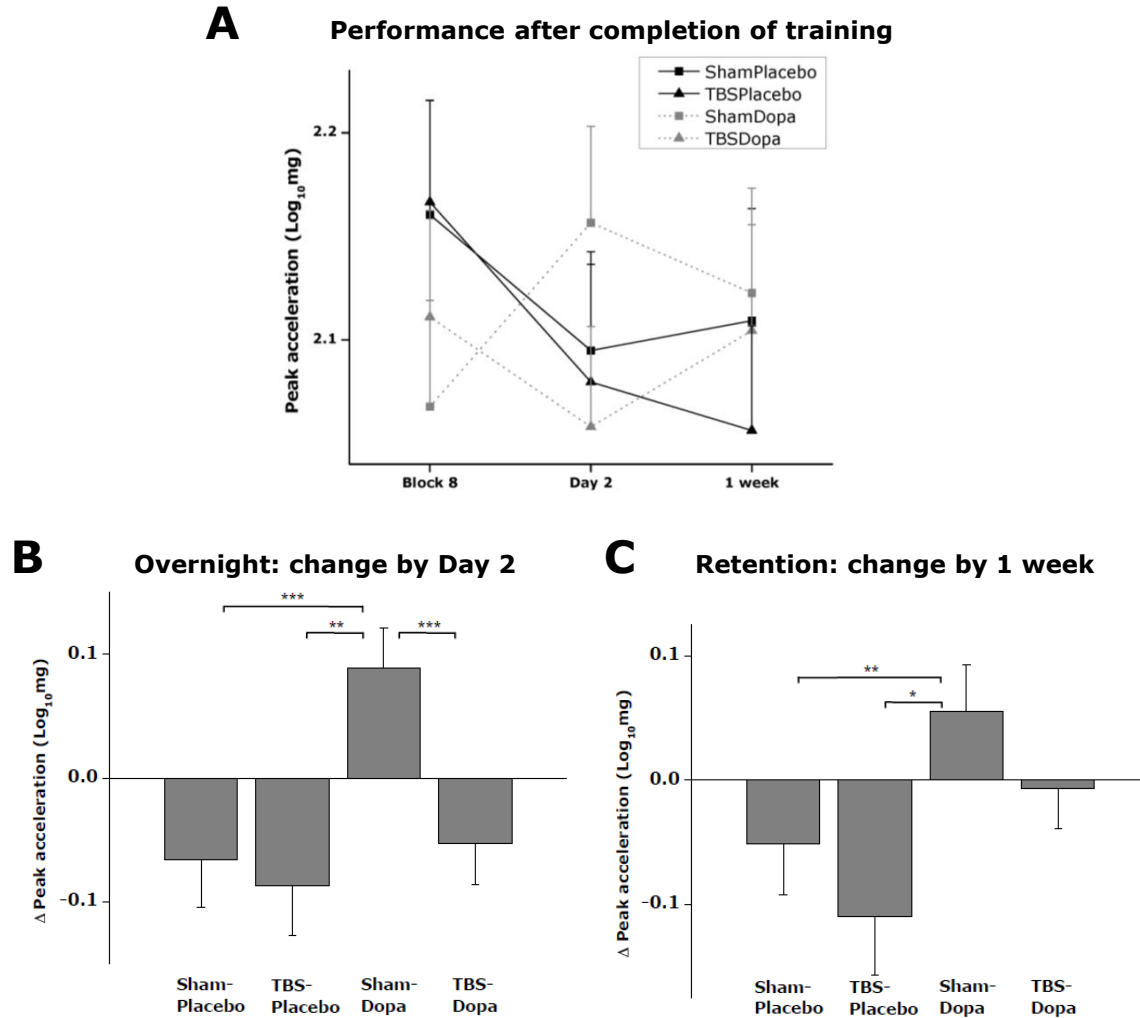 A Performance after completion of training
ShamPlacebo
TBSPlacebo
ShamDopa
TBSDopa
Peak acceleration (Log₁₀mg)
2.2
2.1
Block 8 Day 2 1 week
B Overnight: change by Day 2
Δ Peak acceleration (Log₁₀mg)
0.1
0.0
-0.1
***
** ***
Sham-Placebo TBS-Placebo Sham-Dopa TBS-Dopa
C Retention: change by 1 week
Δ Peak acceleration (Log₁₀mg)
0.1
0.0
-0.1
**
*
Sham-Placebo TBS-Placebo Sham-Dopa TBS-Dopa